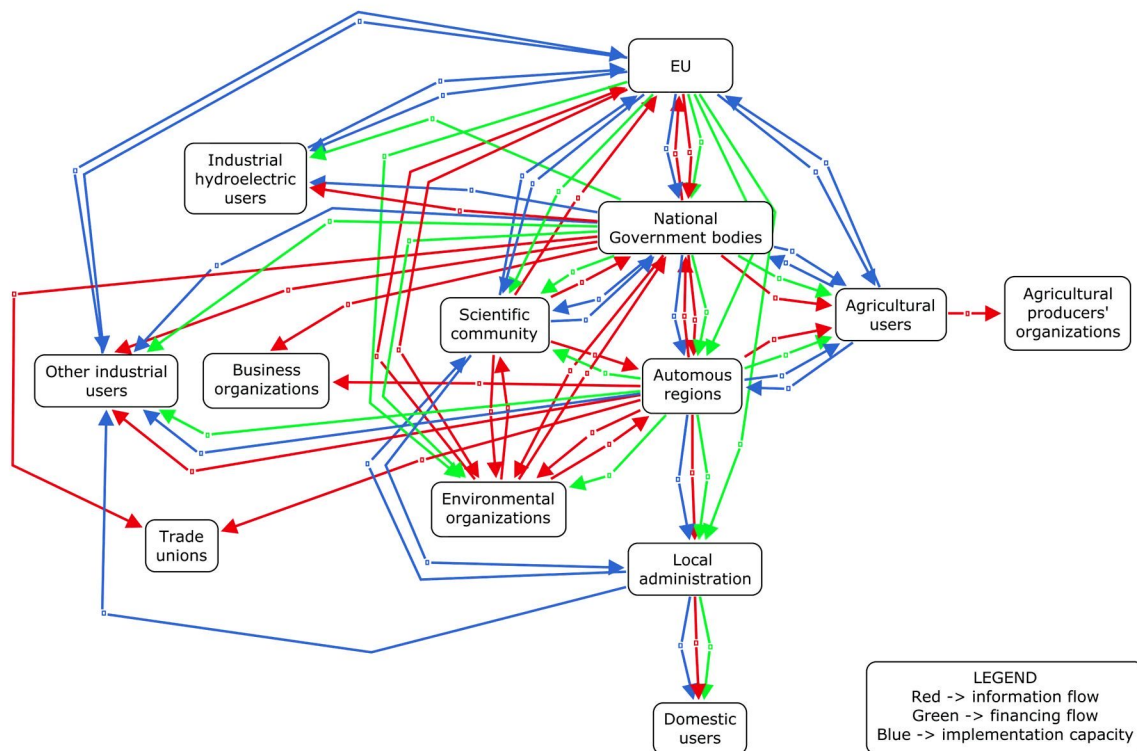 EU
Industrial
hydroelectric
users
National
Government bodies
Scientific
community
Agricultural
users
Agricultural
producers'
organizations
Other industrial
users
Business
organizations
Automous
regions
Environmental
organizations
Trade
unions
Local
administration
Domestic
users
LEGEND
Red -> information flow
Green -> financing flow
Blue -> implementation capacity